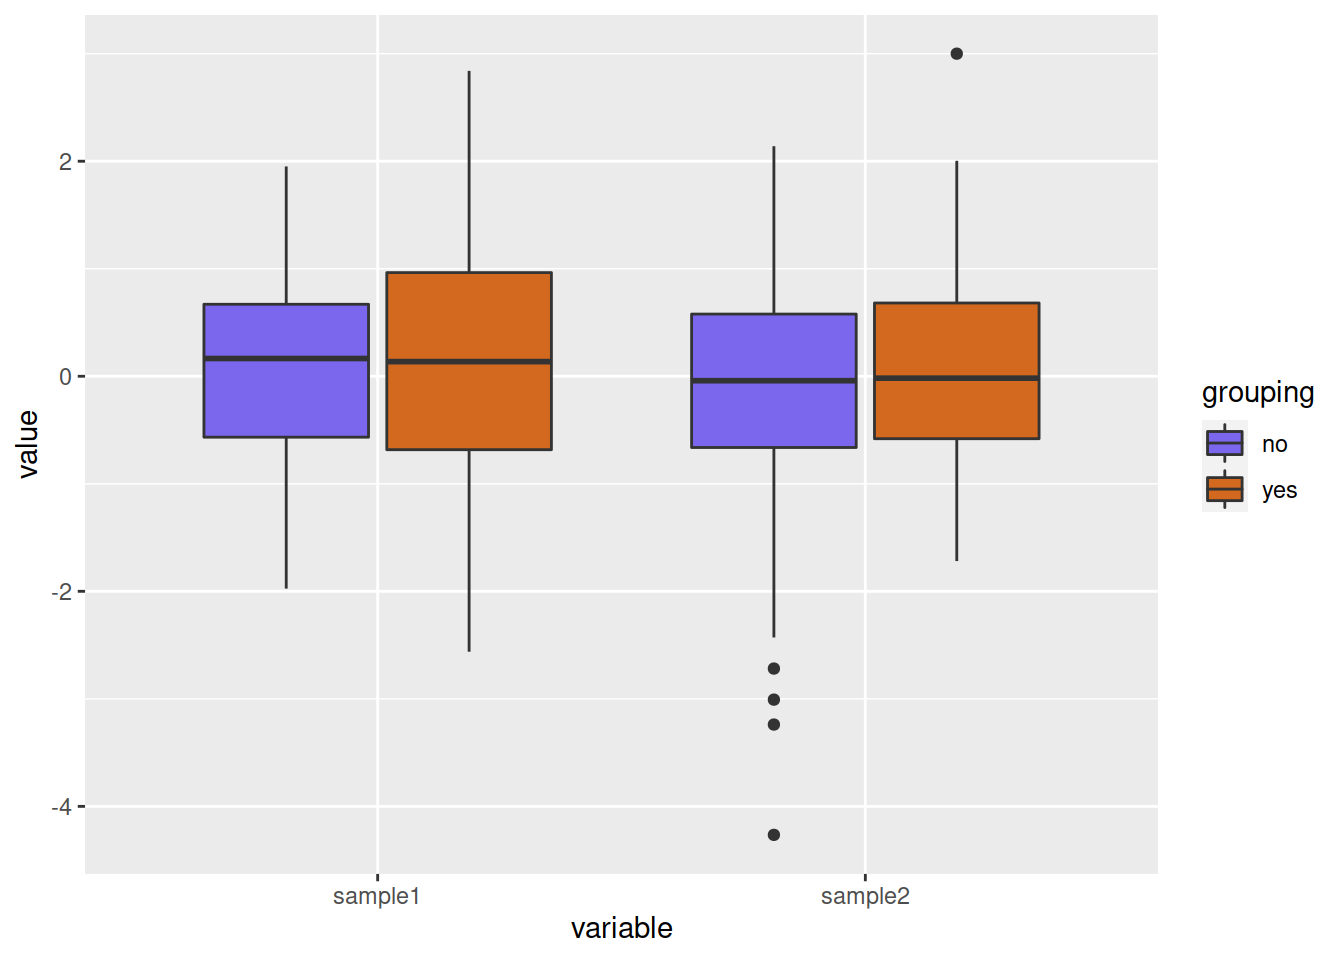 value
2
0
-2
-4
sample1
sample2
variable
grouping
no
yes